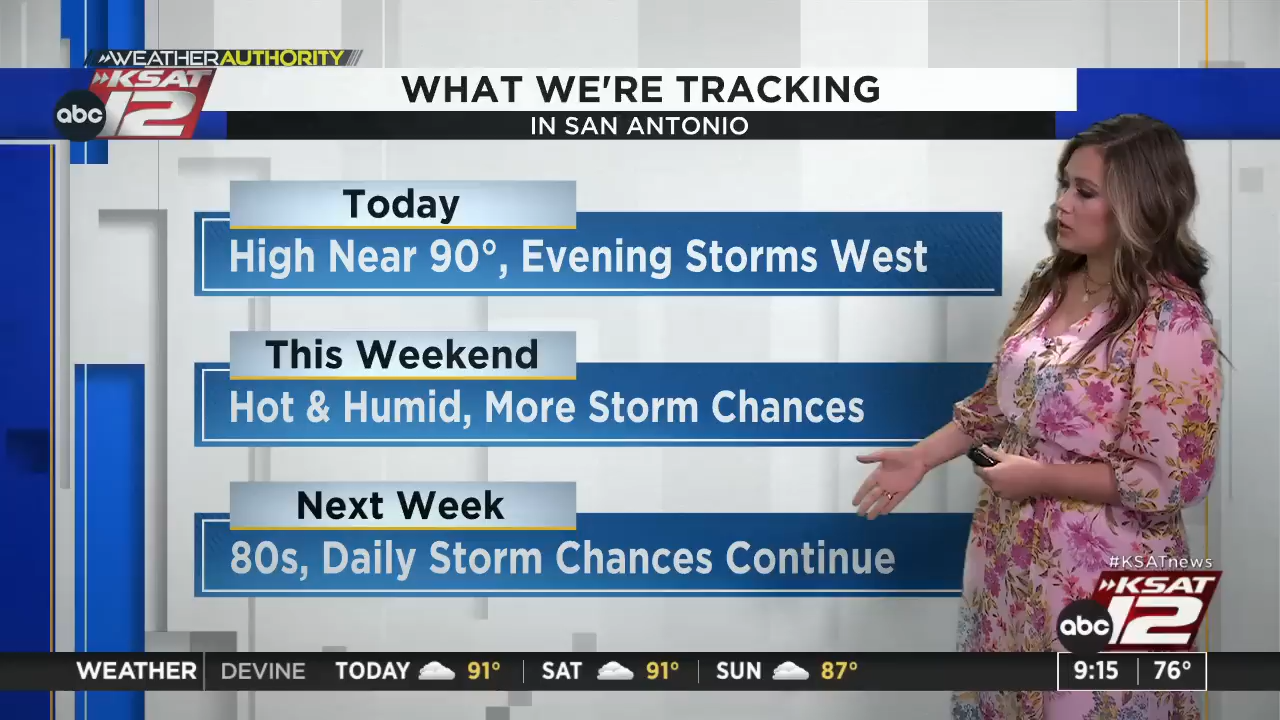 WEATHERAUTHORITY
KSAT
abc 12
WHAT WE'RE TRACKING
IN SAN ANTONIO
Today
High Near 90°, Evening Storms West
This Weekend
Hot & Humid, More Storm Chances
Next Week
80s, Daily Storm Chances Continue
#KSATnews
KSAT
abc 12
WEATHER DEVINE TODAY 91° SAT 91° SUN 87° 9:15 76°